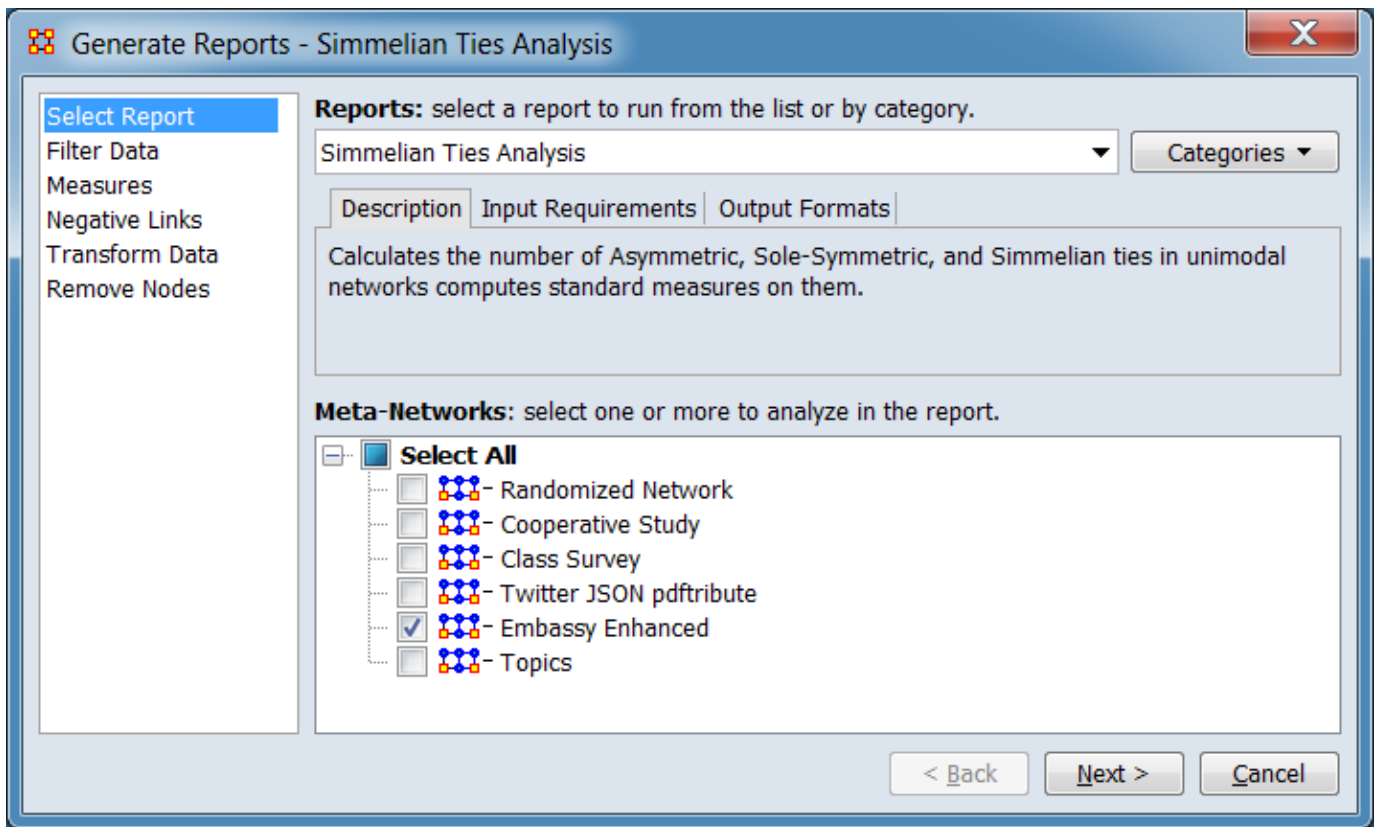 Generate Reports - Simmelian Ties Analysis
Select Report
Filter Data
Measures
Negative Links
Transform Data
Remove Nodes
Reports: select a report to run from the list or by category.
Simmelian Ties Analysis
Categories
Description
Input Requirements
Output Formats
Calculates the number of Asymmetric, Sole-Symmetric, and Simmelian ties in unimodal
networks computes standard measures on them.
Meta-Networks: select one or more to analyze in the report.
Select All
Randomized Network
Cooperative Study
Class Survey
Twitter JSON pdftribute
Embassy Enhanced
Topics
< Back
Next >
Cancel